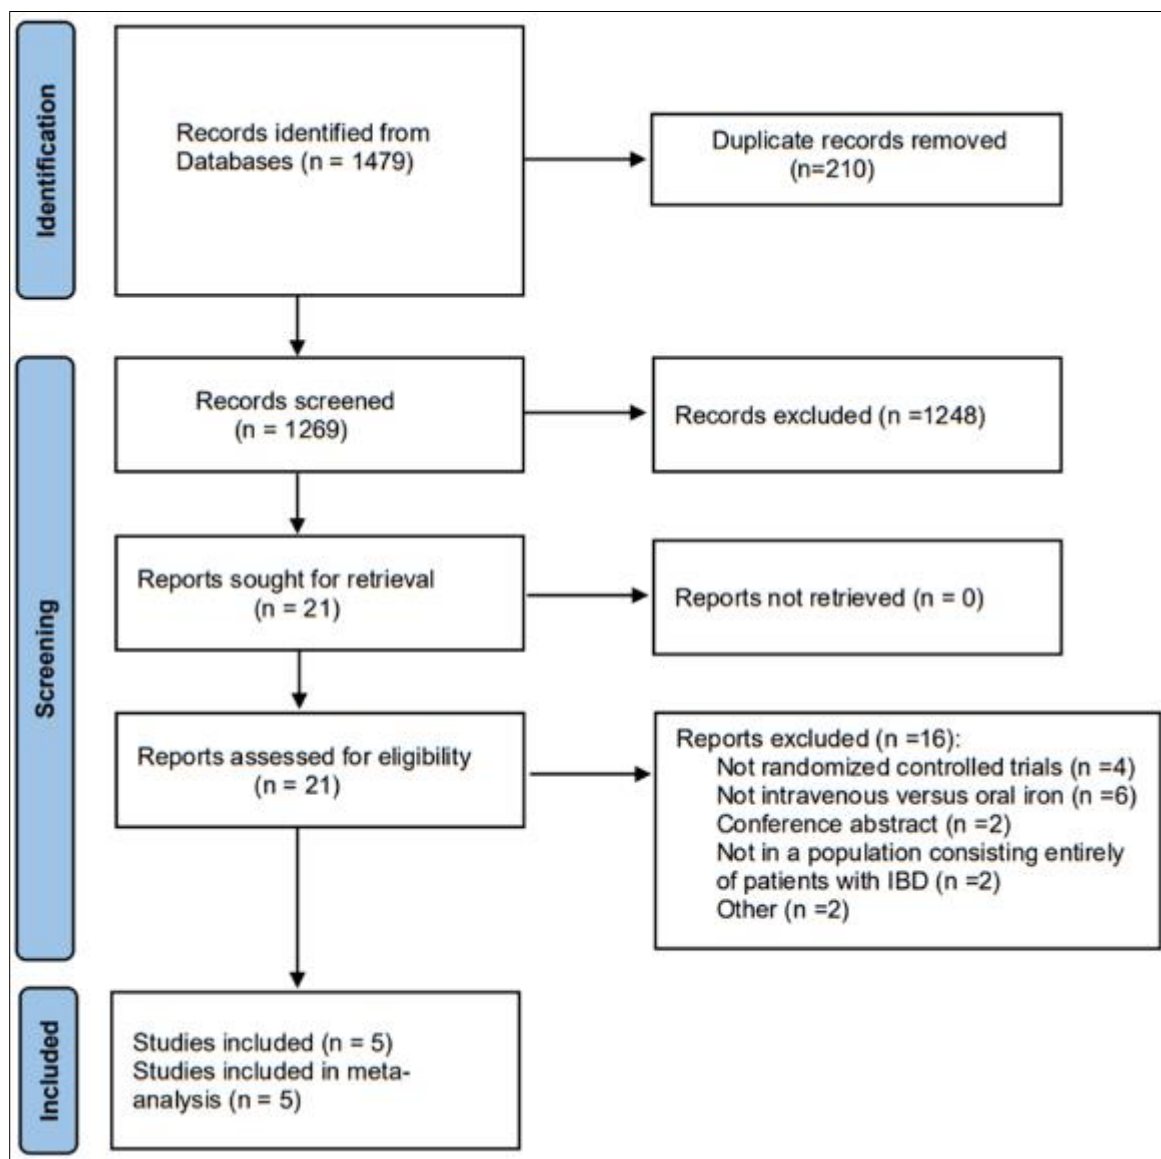 Identification
Records identified from
Databases (n = 1479)
Duplicate records removed
(n=210)
Screening
Records screened
(n = 1269)
Records excluded (n =1248)
Reports sought for retrieval
(n = 21)
Reports not retrieved (n = 0)
Reports assessed for eligibility
(n = 21)
Reports excluded (n =16):
Not randomized controlled trials (n =4)
Not intravenous versus oral iron (n =6)
Conference abstract (n =2)
Not in a population consisting entirely
of patients with IBD (n =2)
Other (n =2)
Included
Studies included (n = 5)
Studies included in meta-
analysis (n = 5)